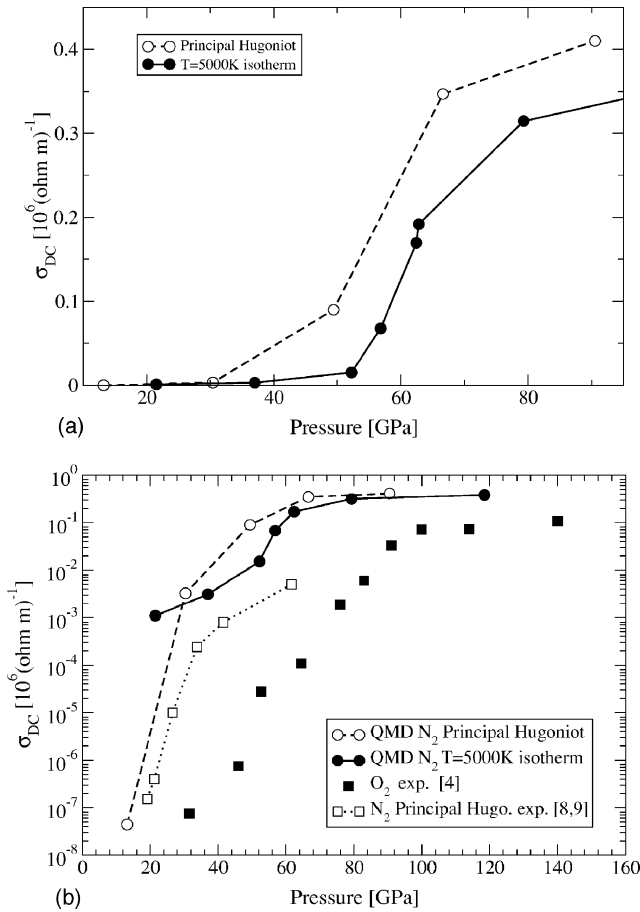 0.4
0.3
0.2
0.1
0
σDC [10^6(ohm m)^-1]
Principal Hugoniot
T=5000K isotherm
20 40 60 80
Pressure [GPa]
(a)
10^0
10^-1
10^-2
10^-3
10^-4
10^-5
10^-6
10^-7
10^-8
σDC [10^6(ohm m)^-1]
QMD N2 Principal Hugoniot
QMD N2 T=5000K isotherm
O2 exp. [4]
N2 Principal Hugo. exp. [8,9]
0 20 40 60 80 100 120 140 160
Pressure [GPa]
(b)